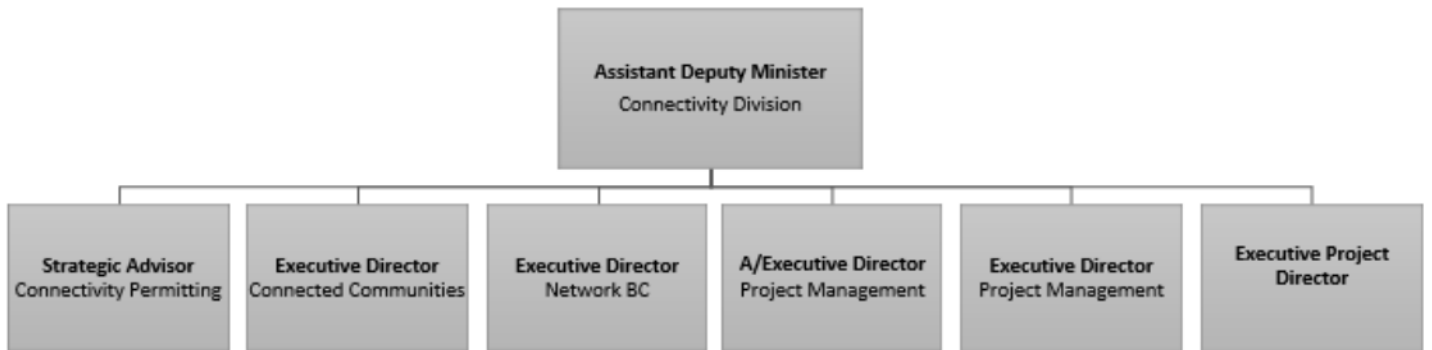 Assistant Deputy Minister
Connectivity Division
Strategic Advisor
Connectivity Permitting
Executive Director
Connected Communities
Executive Director
Network BC
A/Executive Director
Project Management
Executive Director
Project Management
Executive Project
Director